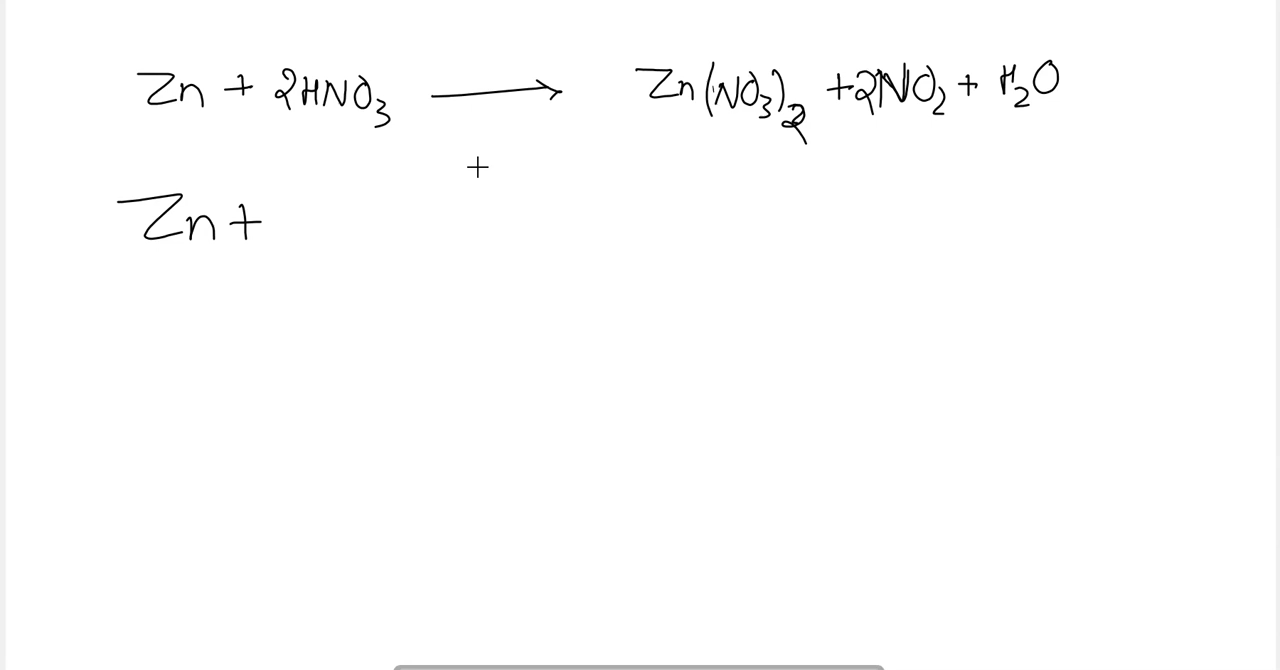 Zn + 2HNO3 ⟶ Zn(NO3)2 + 2NO2 + H2O
Zn +